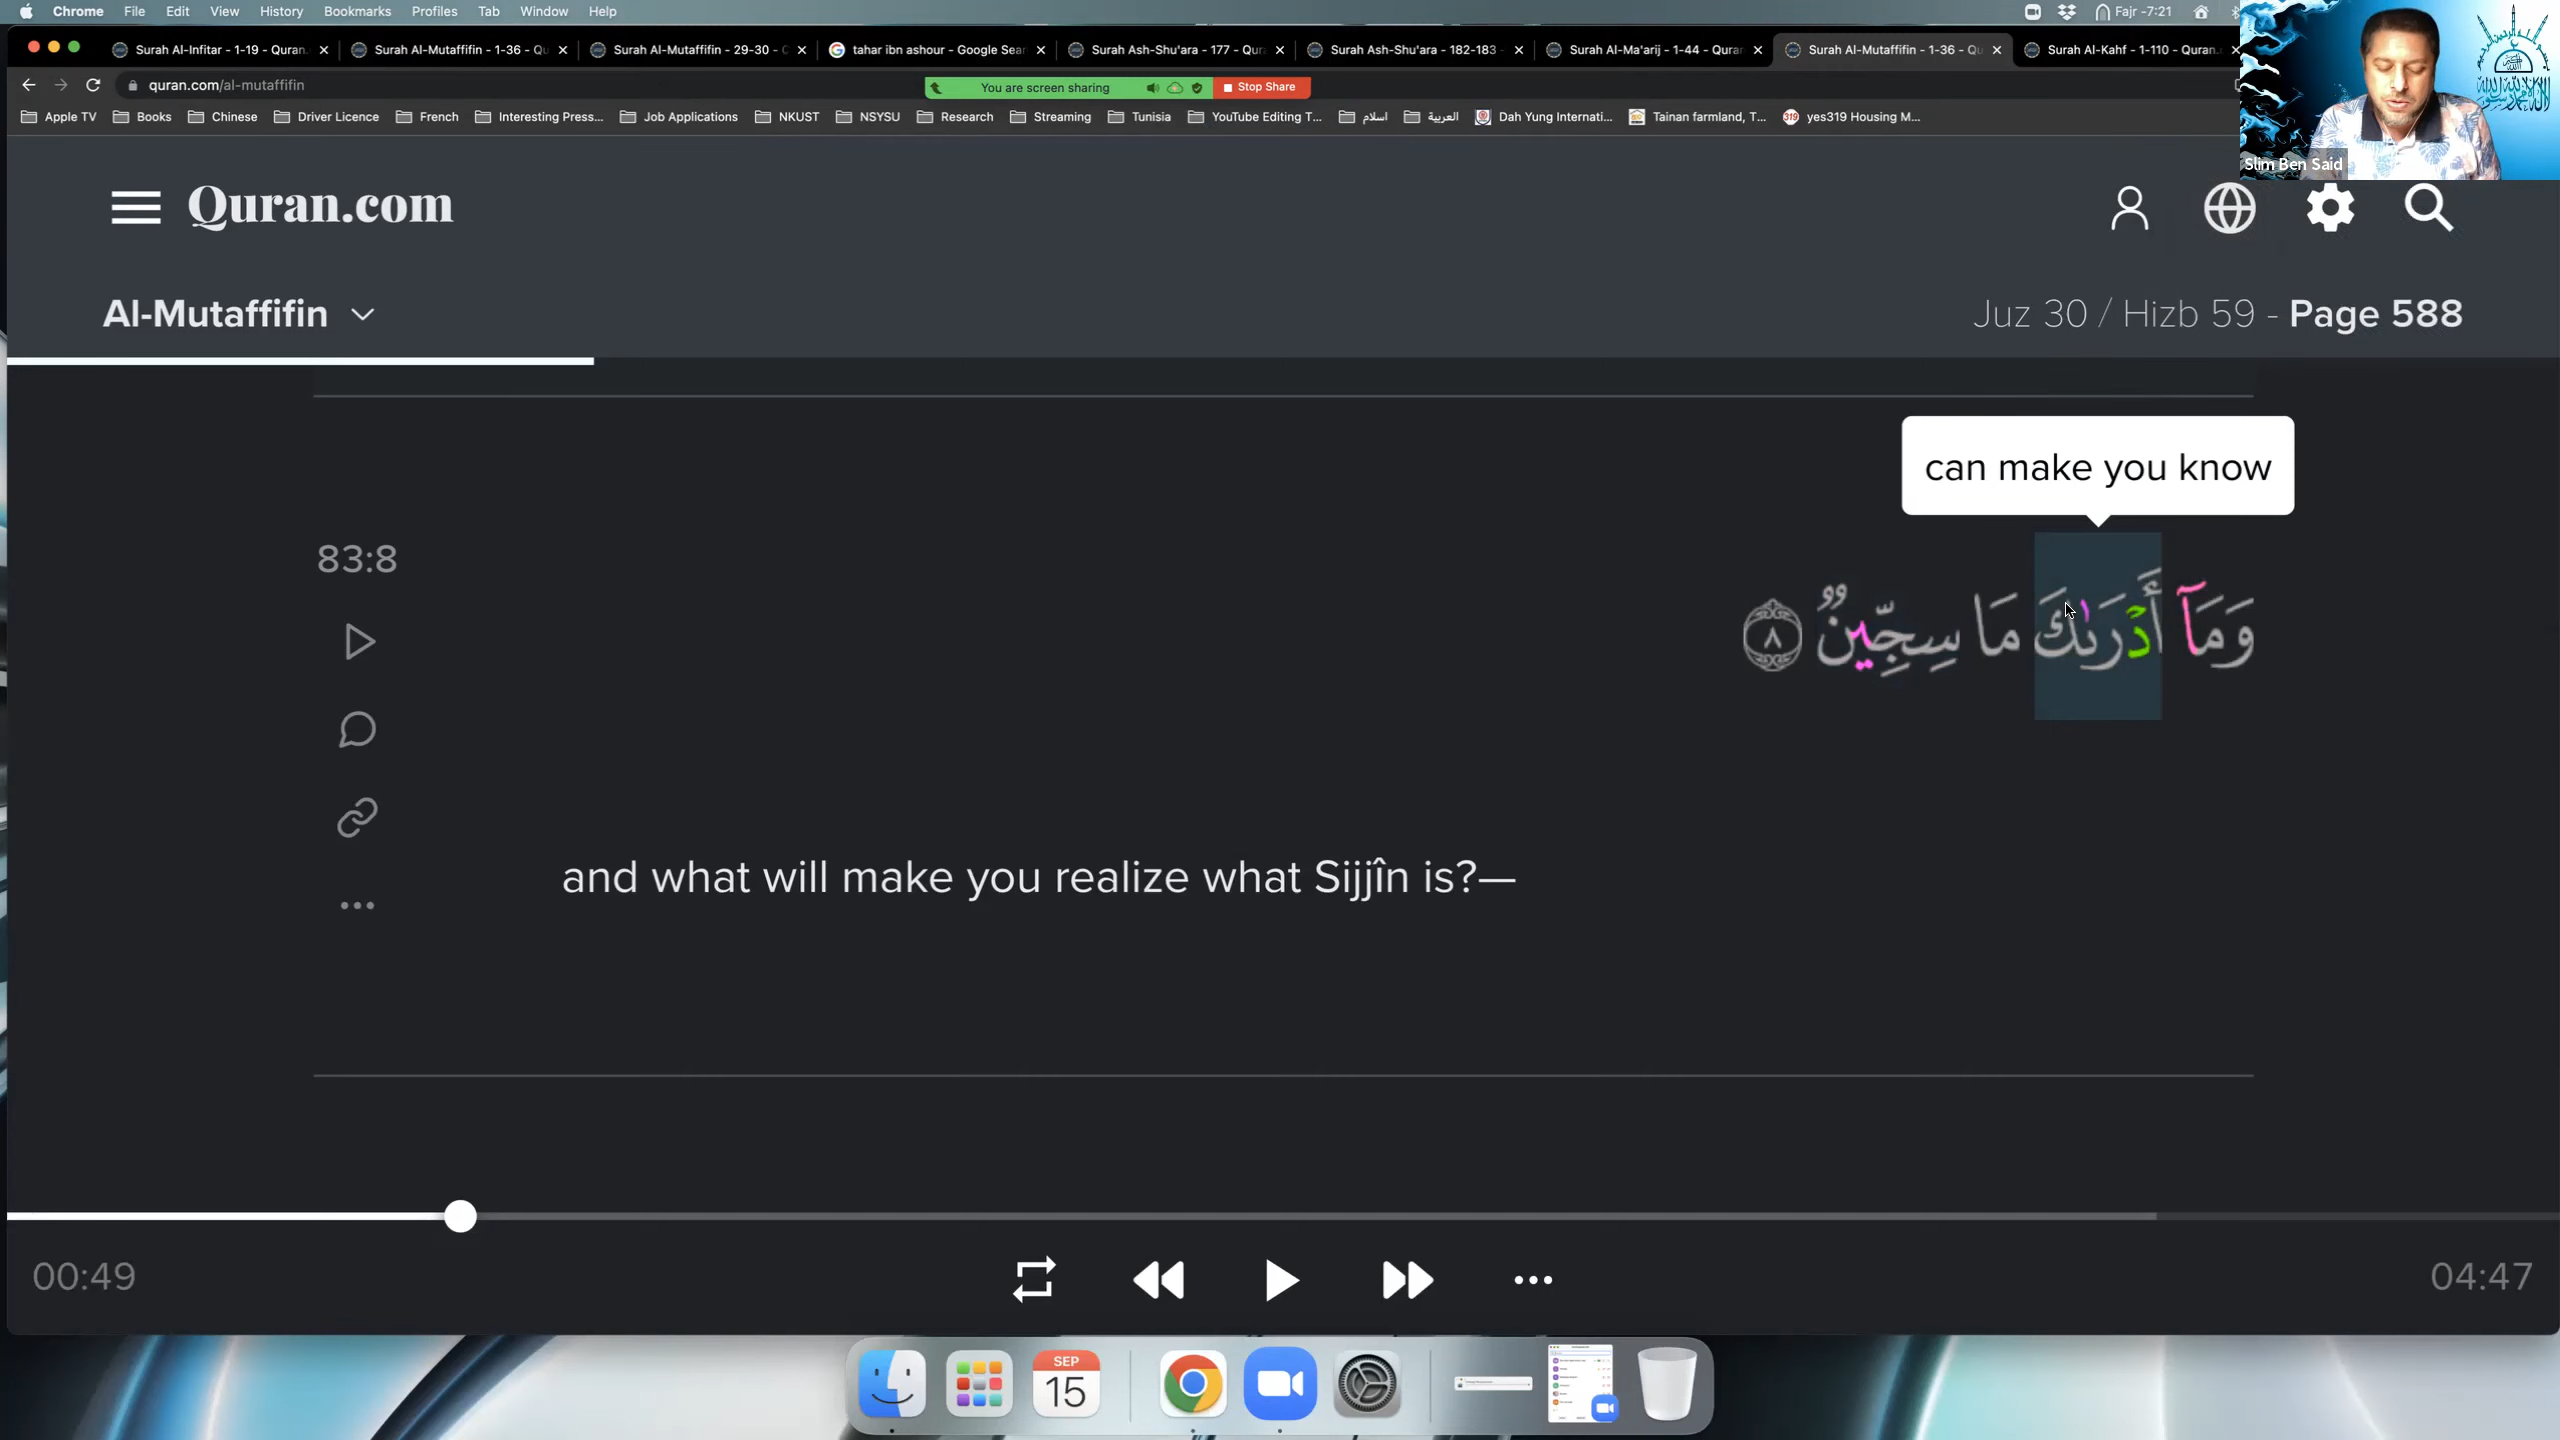 Chrome File Edit View History Bookmarks Profiles Tab Window Help
Fajr -7:21
Surah Al-Infitar - 1-19 - Quran.
Surah Al-Mutaffifin - 1-36 - Qu
Surah Al-Mutaffifin - 29-30 -
tahar ibn ashour - Google Sear
Surah Ash-Shu'ara - 177 - Qur
Surah Ash-Shu'ara - 182-183 -
Surah Al-Ma'arij - 1-44 - Quran
Surah Al-Mutaffifin - 1-36 - Qu
Surah Al-Kahf - 1-110 - Quran.
quran.com/al-mutaffifin
You are screen sharing
Stop Share
Apple TV Books Chinese Driver Licence French Interesting Press... Job Applications NKUST NSYSU Research Streaming Tunisia YouTube Editing T... اسلام العربية Dah Yung Internati... Tainan farmland, T... yes319 Housing M...
Slim Ben Said
Quran.com
Al-Mutaffifin
Juz 30 / Hizb 59 - Page 588
can make you know
83:8
وَمَآ أَدْرَىٰكَ مَا سِجِّينٌ ٨
and what will make you realize what Sijjîn is?—
00:49
04:47
SEP
15